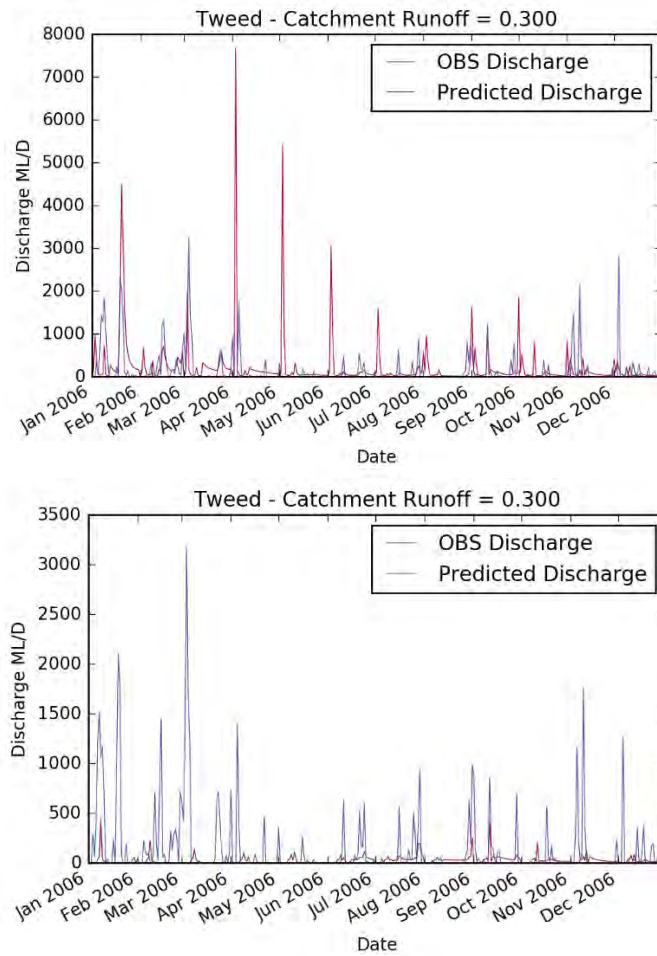 Tweed - Catchment Runoff = 0.300
8000
7000
6000
5000
4000
3000
2000
1000
0
Discharge ML/D
OBS Discharge
Predicted Discharge
Jan 2006
Feb 2006
Mar 2006
Apr 2006
May 2006
Jun 2006
Jul 2006
Aug 2006
Sep 2006
Oct 2006
Nov 2006
Dec 2006
Date
Tweed - Catchment Runoff = 0.300
3500
3000
2500
2000
1500
1000
500
0
Discharge ML/D
OBS Discharge
Predicted Discharge
Jan 2006
Feb 2006
Mar 2006
Apr 2006
May 2006
Jun 2006
Jul 2006
Aug 2006
Sep 2006
Oct 2006
Nov 2006
Dec 2006
Date